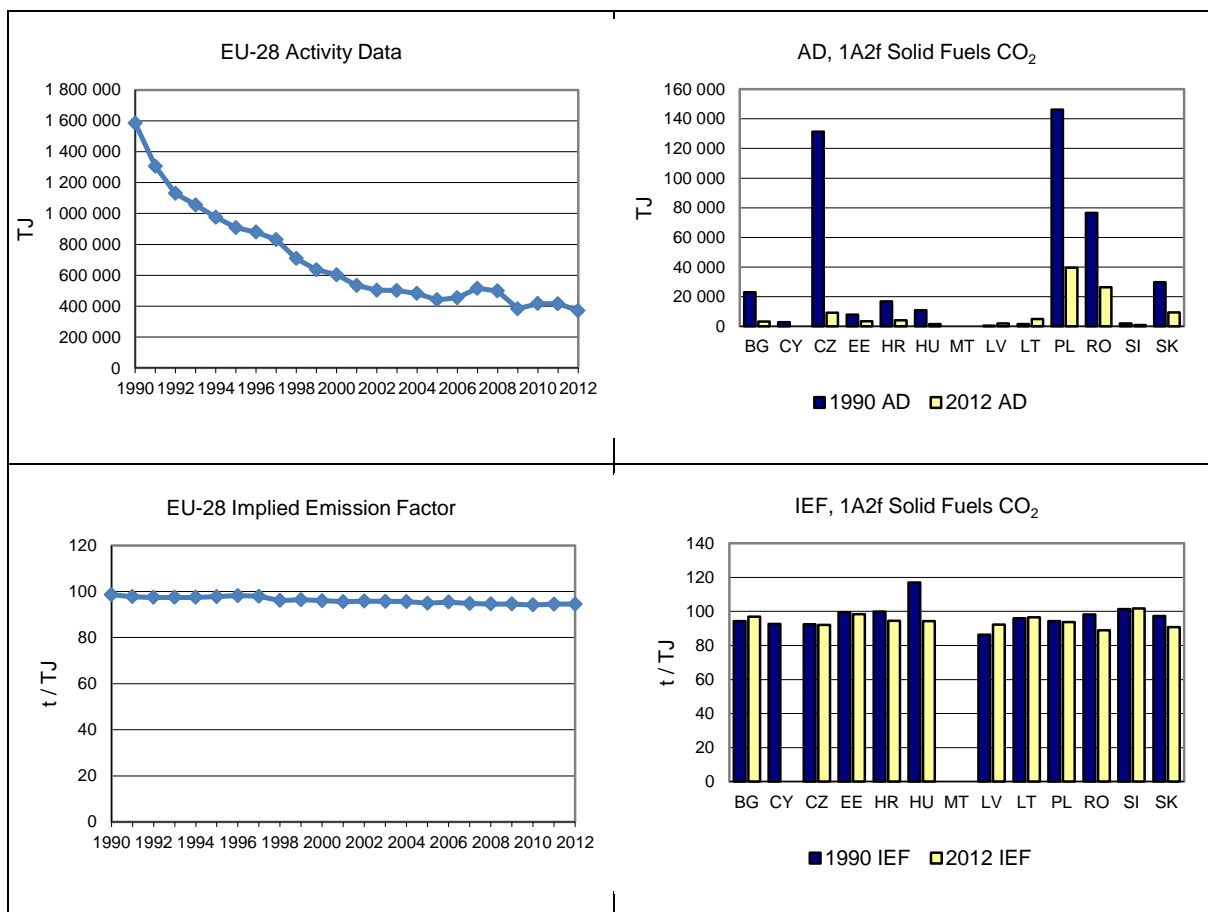 EU-28 Activity Data
1 800 000
1 600 000
1 400 000
1 200 000
1 000 000
800 000
600 000
400 000
200 000
0
TJ
1990 1992 1994 1996 1998 2000 2002 2004 2006 2008 2010 2012
AD, 1A2f Solid Fuels CO₂
160 000
140 000
120 000
100 000
80 000
60 000
40 000
20 000
0
TJ
BG CY CZ EE HR HU MT LV LT PL RO SI SK
1990 AD 2012 AD
EU-28 Implied Emission Factor
120
100
80
60
40
20
0
t / TJ
1990 1992 1994 1996 1998 2000 2002 2004 2006 2008 2010 2012
IEF, 1A2f Solid Fuels CO₂
140
120
100
80
60
40
20
0
t / TJ
BG CY CZ EE HR HU MT LV LT PL RO SI SK
1990 IEF 2012 IEF